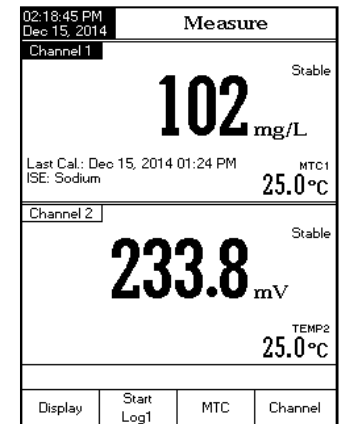 02:18:45 PM
Dec 15, 2014
Measure
Channel 1
Stable
102 mg/L
Last Cal.: Dec 15, 2014 01:24 PM
ISE: Sodium
MTC1
25.0°C
Channel 2
Stable
233.8 mV
TEMP2
25.0°C
Display
Start
Log1
MTC
Channel